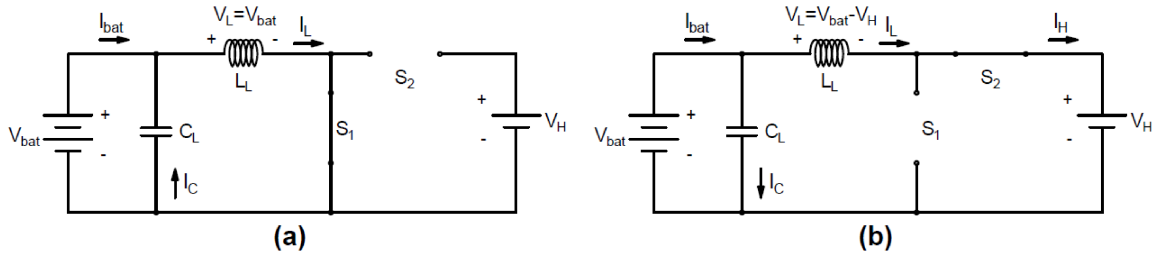 V_L=V_bat
I_bat
I_L
+ -
L_L
S_2
+
-
V_bat
C_L
S_1
+
-
V_H
I_C
(a)
V_L=V_bat-V_H
I_bat
I_L
I_H
+ -
L_L
S_2
+
-
V_bat
C_L
S_1
+
-
V_H
I_C
(b)